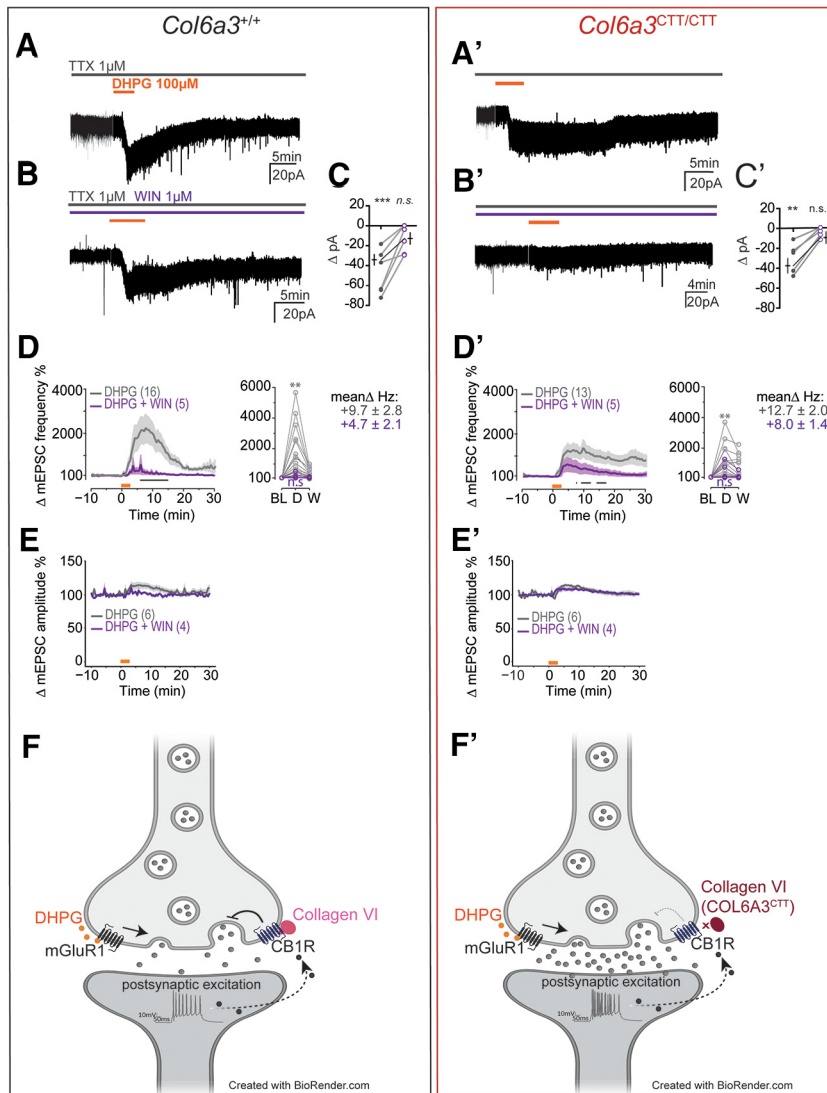 Col6a3+/+
A
TTX 1μM
DHPG 100μM
5min
20pA
B
TTX 1μM WIN 1μM
5min
20pA
C
*** n.s.
Δ pA
20
0
−20
−40
−60
−80
D
Δ mEPSC frequency %
4000
2000
100
DHPG (16)
DHPG + WIN (5)
−10 0 10 20 30
Time (min)
6000
4000
2000
100
**
n.s
BL D W
meanΔ Hz:
+9.7 ± 2.8
+4.7 ± 2.1
E
Δ mEPSC amplitude %
150
100
50
0
DHPG (6)
DHPG + WIN (4)
−10 0 10 20 30
Time (min)
F
DHPG
mGluR1
Collagen VI
CB1R
postsynaptic excitation
10mV
50ms
Created with BioRender.com
Col6a3CTT/CTT
A'
5min
20pA
B'
4min
20pA
C'
** n.s.
Δ pA
20
0
−20
−40
−60
−80
D'
Δ mEPSC frequency %
4000
2000
100
DHPG (13)
DHPG + WIN (5)
−10 0 10 20 30
Time (min)
6000
4000
2000
100
**
n.s
BL D W
meanΔ Hz:
+12.7 ± 2.0
+8.0 ± 1.4
E'
Δ mEPSC amplitude %
150
100
50
0
DHPG (6)
DHPG + WIN (4)
−10 0 10 20 30
Time (min)
F'
DHPG
mGluR1
Collagen VI
(COL6A3CTT)
×
CB1R
postsynaptic excitation
10mV
50ms
Created with BioRender.com